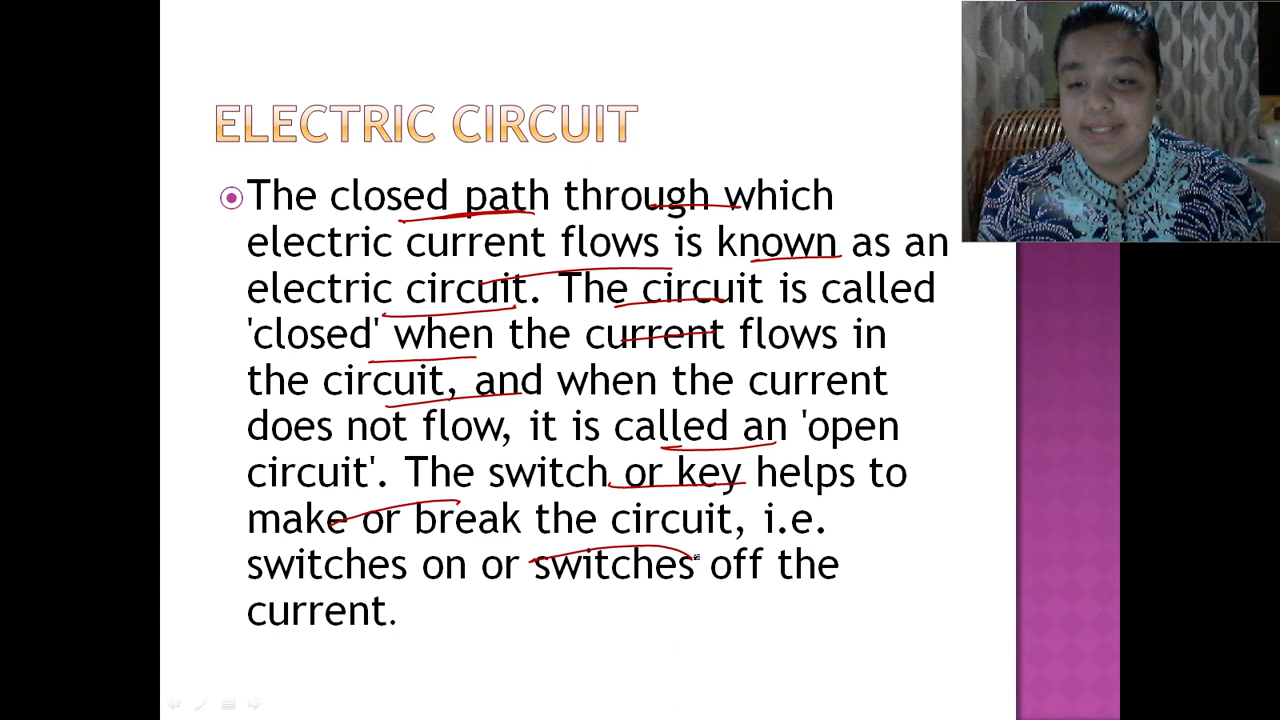 ELECTRIC CIRCUIT
The closed path through which
electric current flows is known as an
electric circuit. The circuit is called
'closed' when the current flows in
the circuit, and when the current
does not flow, it is called an 'open
circuit'. The switch or key helps to
make or break the circuit, i.e.
switches on or switches off the
current.